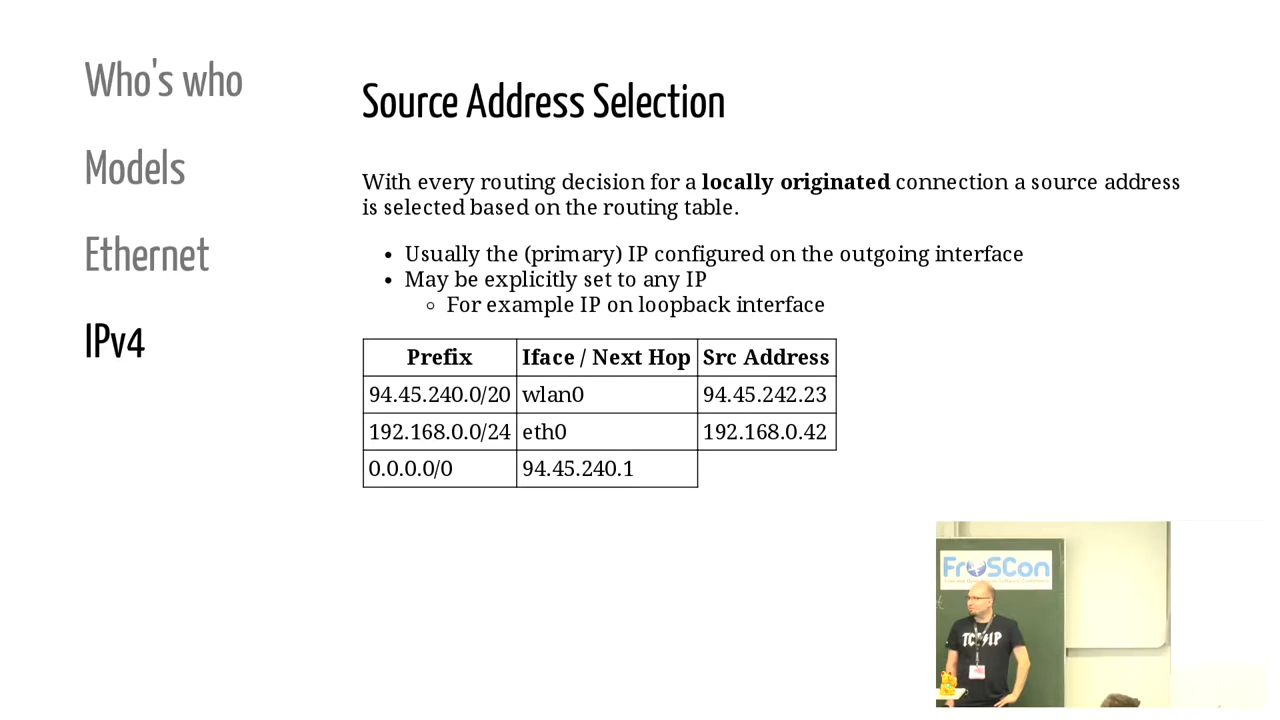 Who's who
Models
Ethernet
IPv4
Source Address Selection
With every routing decision for a locally originated connection a source address
is selected based on the routing table.
Usually the (primary) IP configured on the outgoing interface
May be explicitly set to any IP
For example IP on loopback interface
Prefix Iface / Next Hop Src Address
94.45.240.0/20 wlan0 94.45.242.23
192.168.0.0/24 eth0 192.168.0.42
0.0.0.0/0 94.45.240.1
FrOSCon
TCP/IP